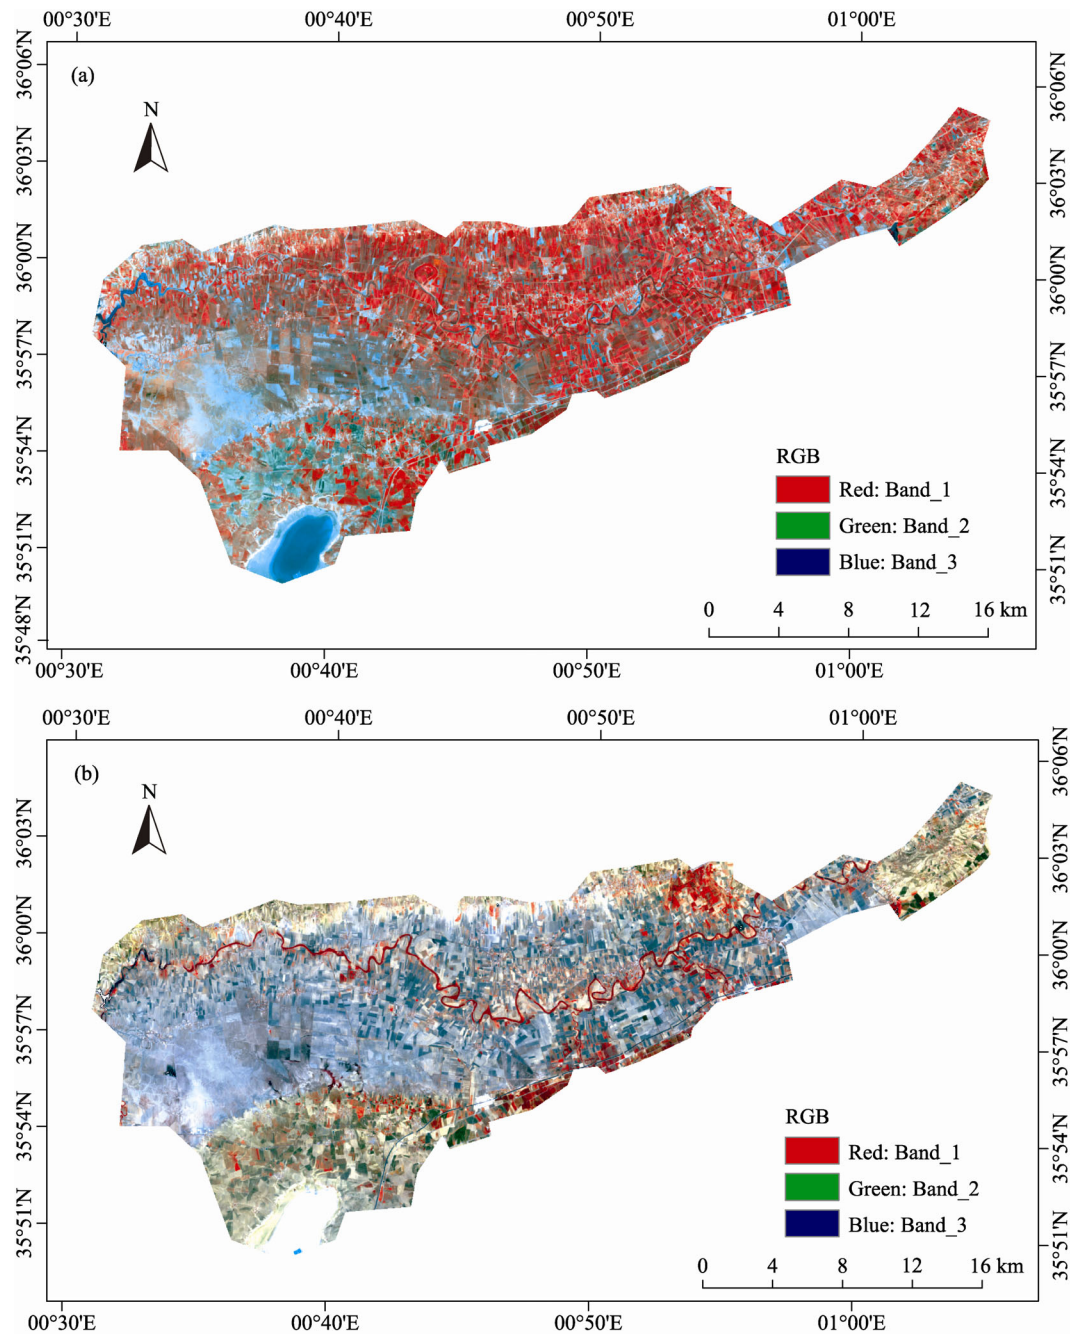 00°30'E 00°40'E 00°50'E 01°00'E
(a)
N
36°06'N
36°03'N
36°00'N
35°57'N
35°54'N
35°51'N
35°48'N
36°06'N
36°03'N
36°00'N
35°57'N
35°54'N
35°51'N
RGB
Red: Band_1
Green: Band_2
Blue: Band_3
0 4 8 12 16 km
00°30'E 00°40'E 00°50'E 01°00'E
00°30'E 00°40'E 00°50'E 01°00'E
(b)
N
36°03'N
36°00'N
35°57'N
35°54'N
35°51'N
36°06'N
36°03'N
36°00'N
35°57'N
35°54'N
35°51'N
RGB
Red: Band_1
Green: Band_2
Blue: Band_3
0 4 8 12 16 km
00°30'E 00°40'E 00°50'E 01°00'E